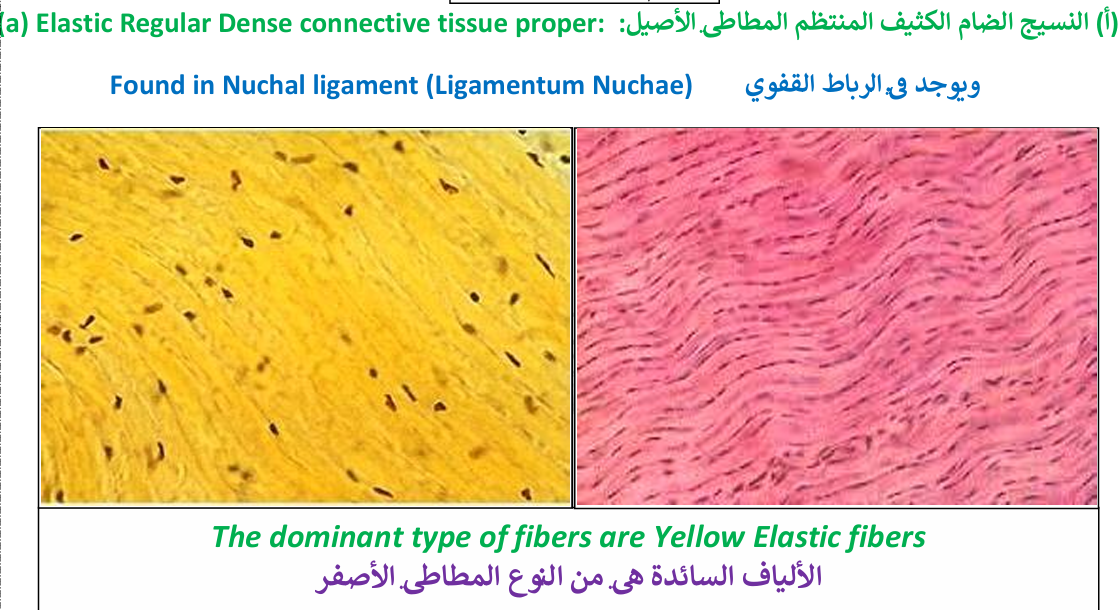 (a) Elastic Regular Dense connective tissue proper: (أ) النسيج الضام الكثيف المنتظم المطاطى الأصيل:
Found in Nuchal ligament (Ligamentum Nuchae) ويوجد فى الرباط القفوي
The dominant type of fibers are Yellow Elastic fibers
الألياف السائدة هى من النوع المطاطى الأصفر